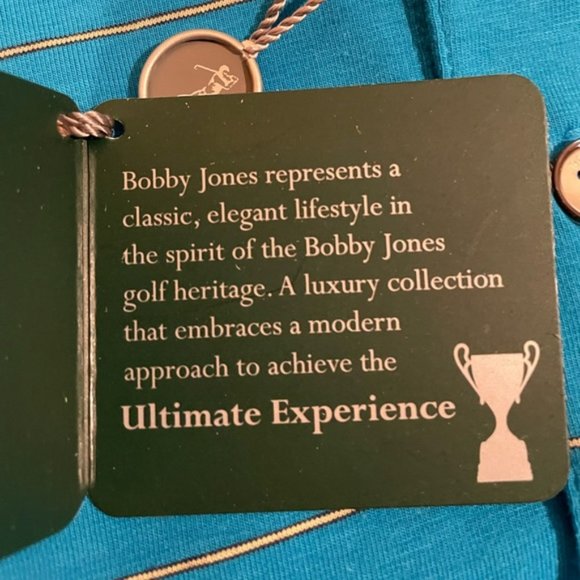 Bobby Jones represents a
classic, elegant lifestyle in
the spirit of the Bobby Jones
golf heritage. A luxury collection
that embraces a modern
approach to achieve the
Ultimate Experience